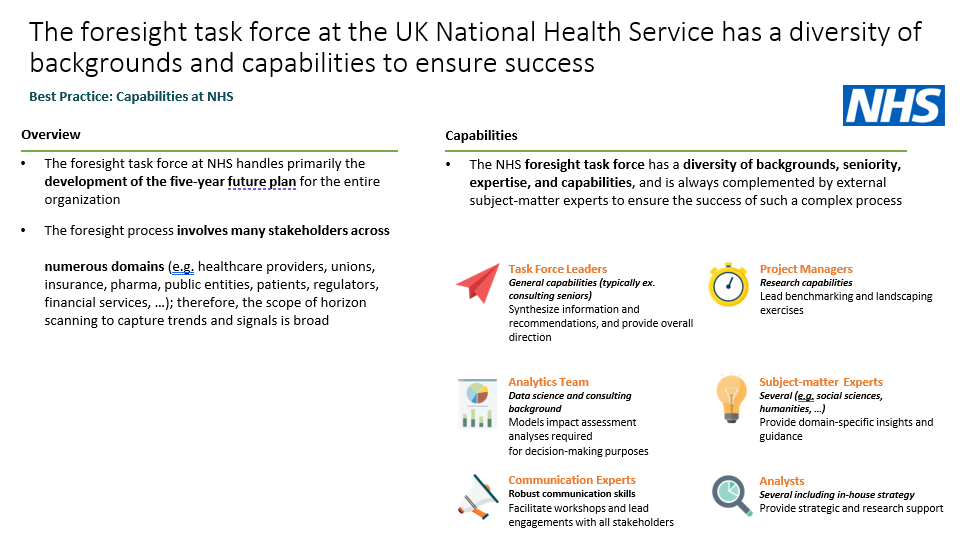 The foresight task force at the UK National Health Service has a diversity of
backgrounds and capabilities to ensure success
Best Practice: Capabilities at NHS
NHS
Overview
• The foresight task force at NHS handles primarily the
development of the five-year future plan for the entire
organization
• The foresight process involves many stakeholders across
numerous domains (e.g. healthcare providers, unions,
insurance, pharma, public entities, patients, regulators,
financial services, …); therefore, the scope of horizon
scanning to capture trends and signals is broad
Capabilities
• The NHS foresight task force has a diversity of backgrounds, seniority,
expertise, and capabilities, and is always complemented by external
subject-matter experts to ensure the success of such a complex process
Task Force Leaders
General capabilities (typically ex.
consulting seniors)
Synthesize information and
recommendations, and provide overall
direction
Project Managers
Research capabilities
Lead benchmarking and landscaping
exercises
Analytics Team
Data science and consulting
background
Models impact assessment
analyses required
for decision-making purposes
Subject-matter Experts
Several (e.g. social sciences,
humanities, …)
Provide domain-specific insights and
guidance
Communication Experts
Robust communication skills
Facilitate workshops and lead
engagements with all stakeholders
Analysts
Several including in-house strategy
Provide strategic and research support